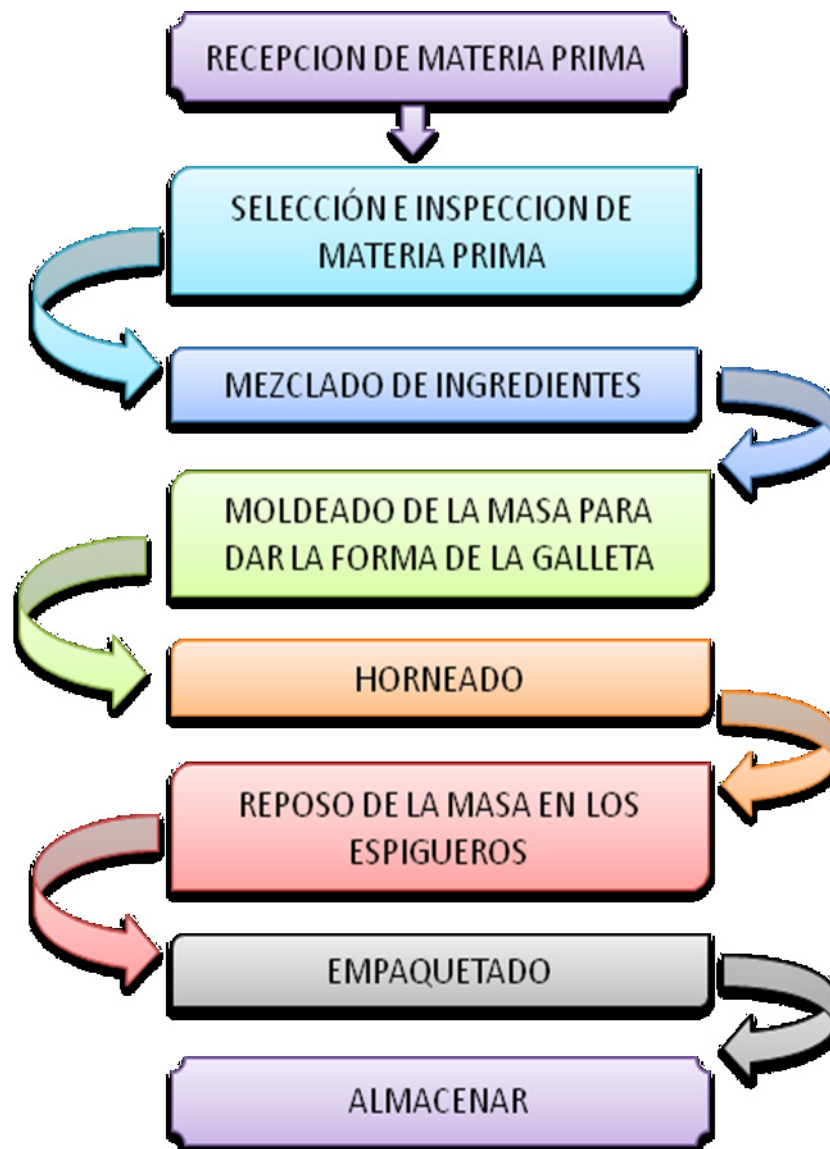 RECEPCION DE MATERIA PRIMA
SELECCIÓN E INSPECCION DE
MATERIA PRIMA
MEZCLADO DE INGREDIENTES
MOLDEADO DE LA MASA PARA
DAR LA FORMA DE LA GALLETA
HORNEADO
REPOSO DE LA MASA EN LOS
ESPIGUEROS
EMPAQUETADO
ALMACENAR